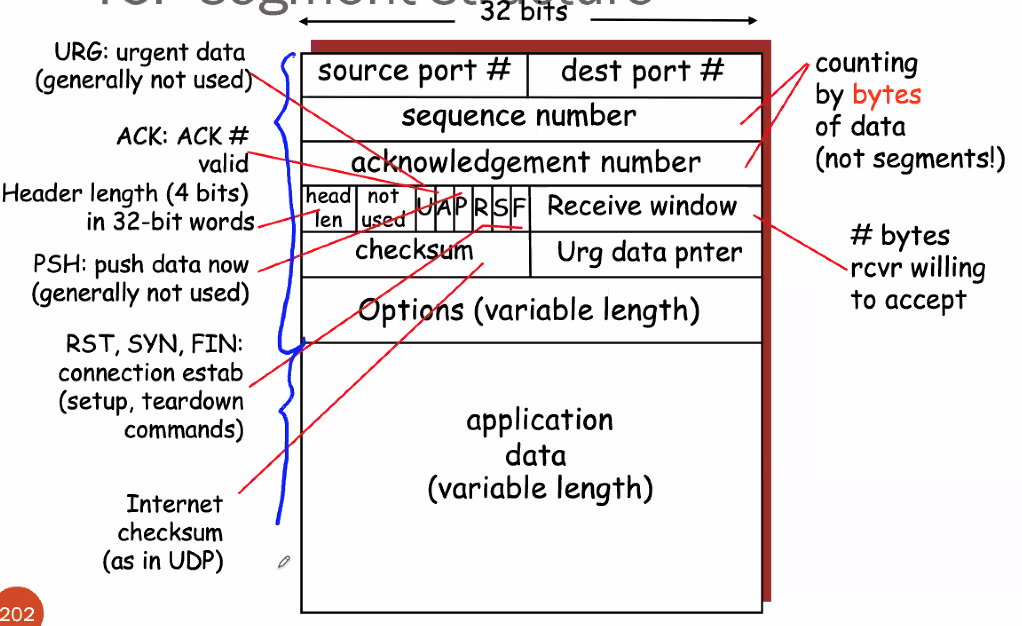 TCP Segment Structure
32 bits
URG: urgent data
(generally not used)
ACK: ACK #
valid
Header length (4 bits)
in 32-bit words
PSH: push data now
(generally not used)
RST, SYN, FIN:
connection estab
(setup, teardown
commands)
Internet
checksum
(as in UDP)
source port #
dest port #
sequence number
acknowledgement number
head
len
not
used
U
A
P
R
S
F
Receive window
checksum
Urg data pnter
Options (variable length)
application
data
(variable length)
counting
by bytes
of data
(not segments!)
# bytes
rcvr willing
to accept
202